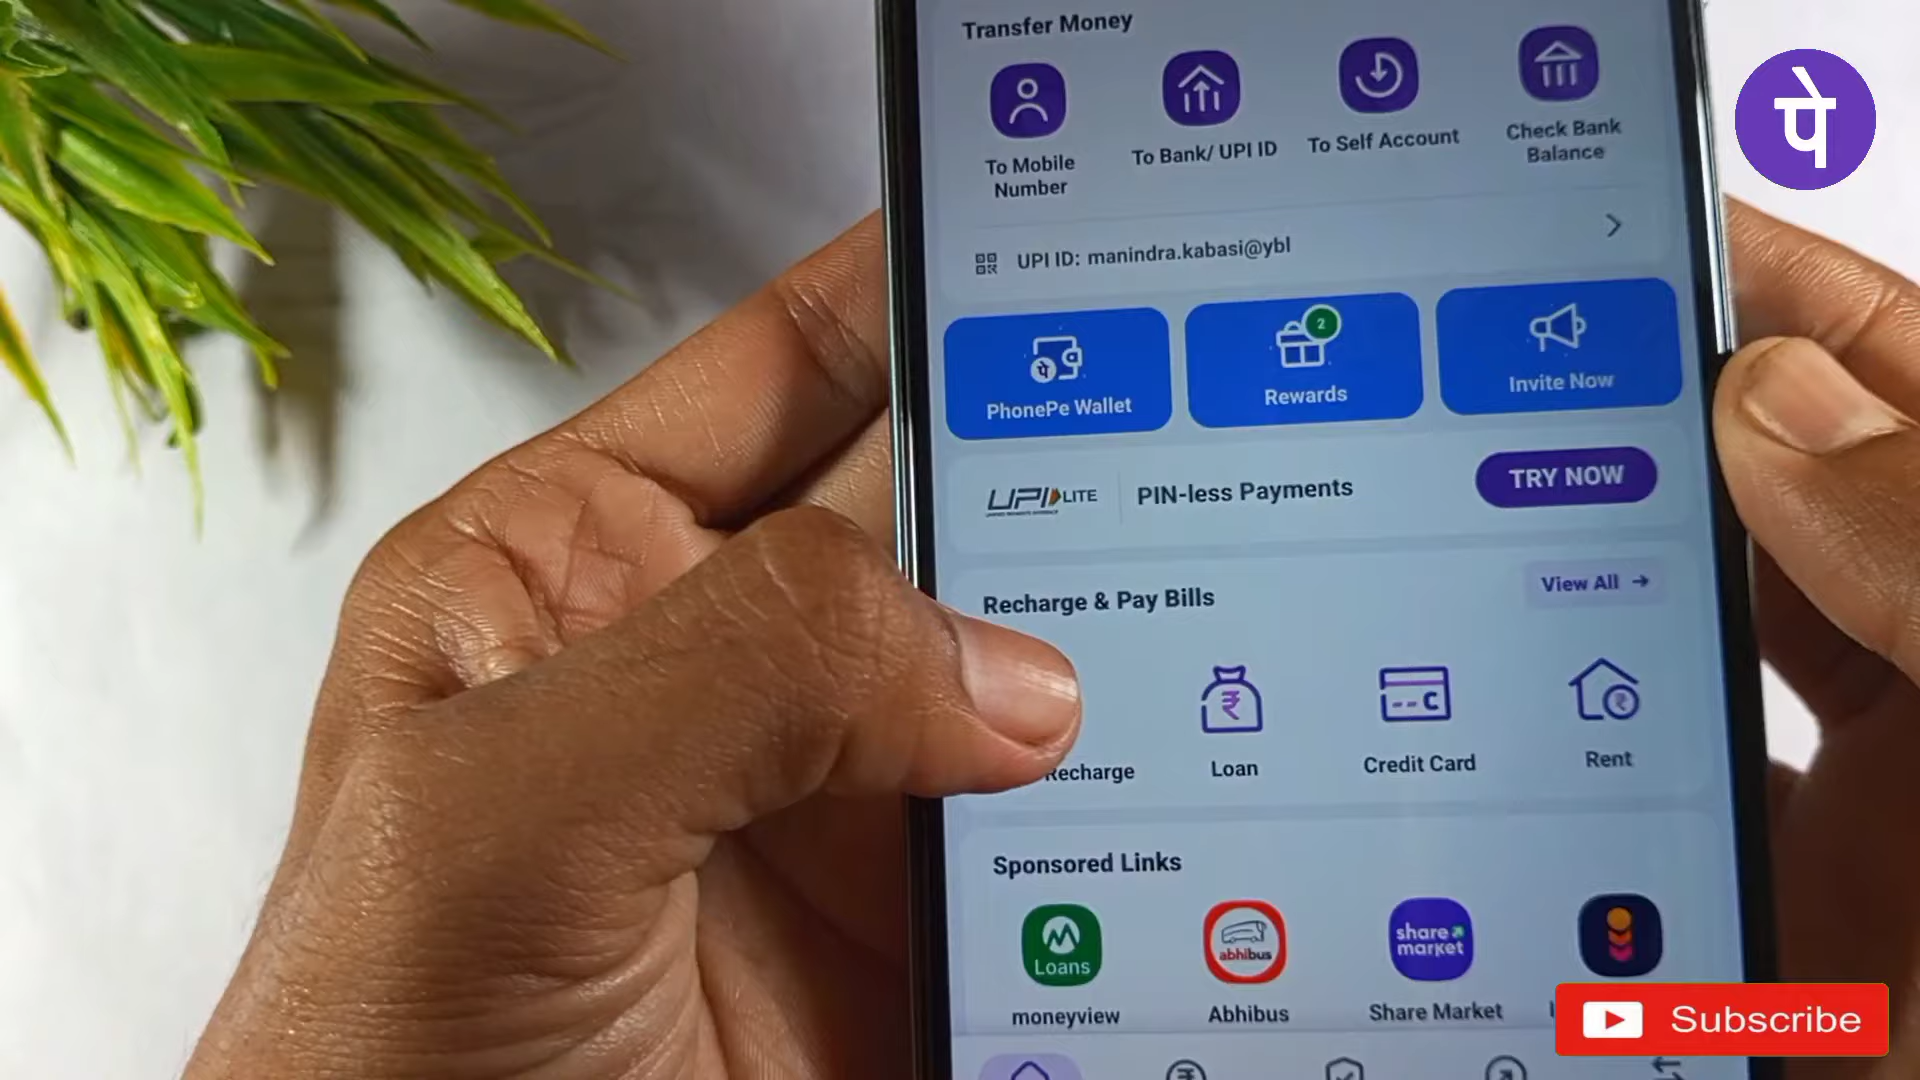 Transfer Money
To Mobile
Number
To Bank/ UPI ID
To Self Account
Check Bank
Balance
पे
UPI ID: manindra.kabasi@ybl
पे
PhonePe Wallet
2
Rewards
Invite Now
UPI LITE
PIN-less Payments
TRY NOW
Recharge & Pay Bills
View All →
Recharge
₹
Loan
C
Credit Card
₹
Rent
Sponsored Links
Loans
moneyview
abhibus
Abhibus
share
market
Share Market
Subscribe